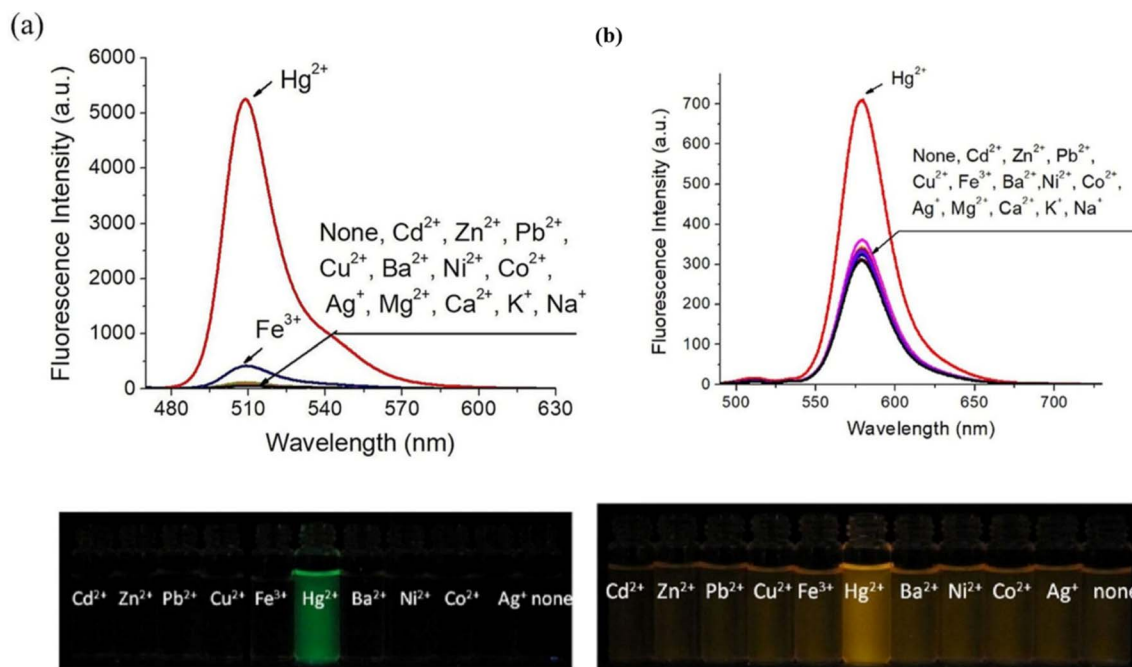 (a)
Fluorescence Intensity (a.u.)
6000
5000
4000
3000
2000
1000
0
Hg²⁺
None, Cd²⁺, Zn²⁺, Pb²⁺,
Cu²⁺, Ba²⁺, Ni²⁺, Co²⁺,
Ag⁺, Mg²⁺, Ca²⁺, K⁺, Na⁺
Fe³⁺
480 510 540 570 600 630
Wavelength (nm)
(b)
Fluorescence Intensity (a.u.)
700
600
500
400
300
200
100
0
Hg²⁺
None, Cd²⁺, Zn²⁺, Pb²⁺,
Cu²⁺, Fe³⁺, Ba²⁺,Ni²⁺, Co²⁺,
Ag⁺, Mg²⁺, Ca²⁺, K⁺, Na⁺
500 550 600 650 700
Wavelength (nm)
Cd²⁺ Zn²⁺ Pb²⁺ Cu²⁺ Fe³⁺ Hg²⁺ Ba²⁺ Ni²⁺ Co²⁺ Ag⁺ none
Cd²⁺ Zn²⁺ Pb²⁺ Cu²⁺ Fe³⁺ Hg²⁺ Ba²⁺ Ni²⁺ Co²⁺ Ag⁺ none